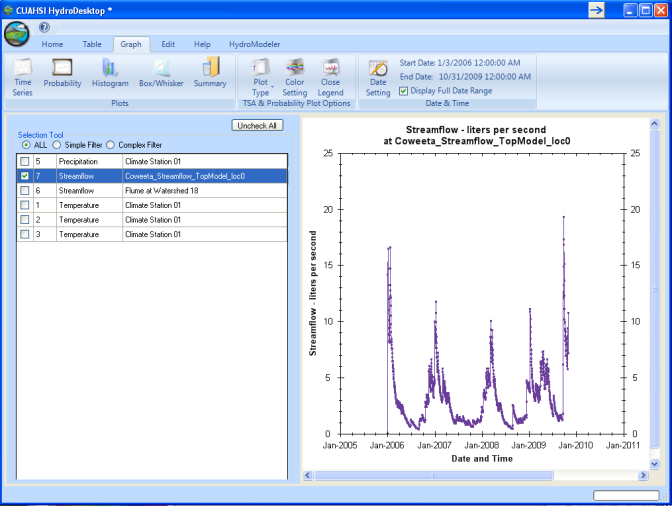 CUAHSI HydroDesktop *
Home Table Graph Edit Help HydroModeler
Time Series
Probability
Histogram
Box/Whisker
Summary
Plot Type
Color Setting
Close Legend
Date Setting
Start Date: 1/3/2006 12:00:00 AM
End Date: 10/31/2009 12:00:00 AM
Display Full Date Range
Plots
TSA & Probability Plot Options
Date & Time
Uncheck All
Selection Tool
ALL Simple Filter Complex Filter
5 Precipitation Climate Station 01
7 Streamflow Coweeta_Streamflow_TopModel_loc0
6 Streamflow Flume at Watershed 18
1 Temperature Climate Station 01
2 Temperature Climate Station 01
3 Temperature Climate Station 01
Streamflow - liters per second
at Coweeta_Streamflow_TopModel_loc0
25 25
20 20
15 15
10 10
5 5
0 0
Streamflow - liters per second
Jan-2005 Jan-2006 Jan-2007 Jan-2008 Jan-2009 Jan-2010 Jan-2011
Date and Time